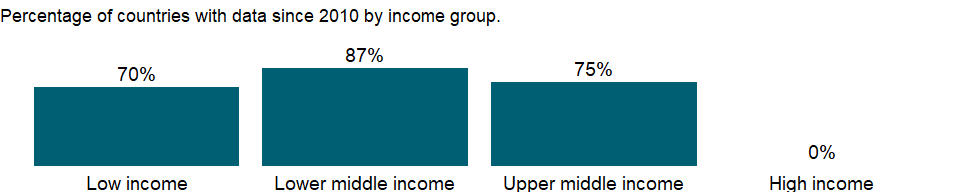 Percentage of countries with data since 2010 by income group.
70%
87%
75%
0%
Low income
Lower middle income
Upper middle income
High income